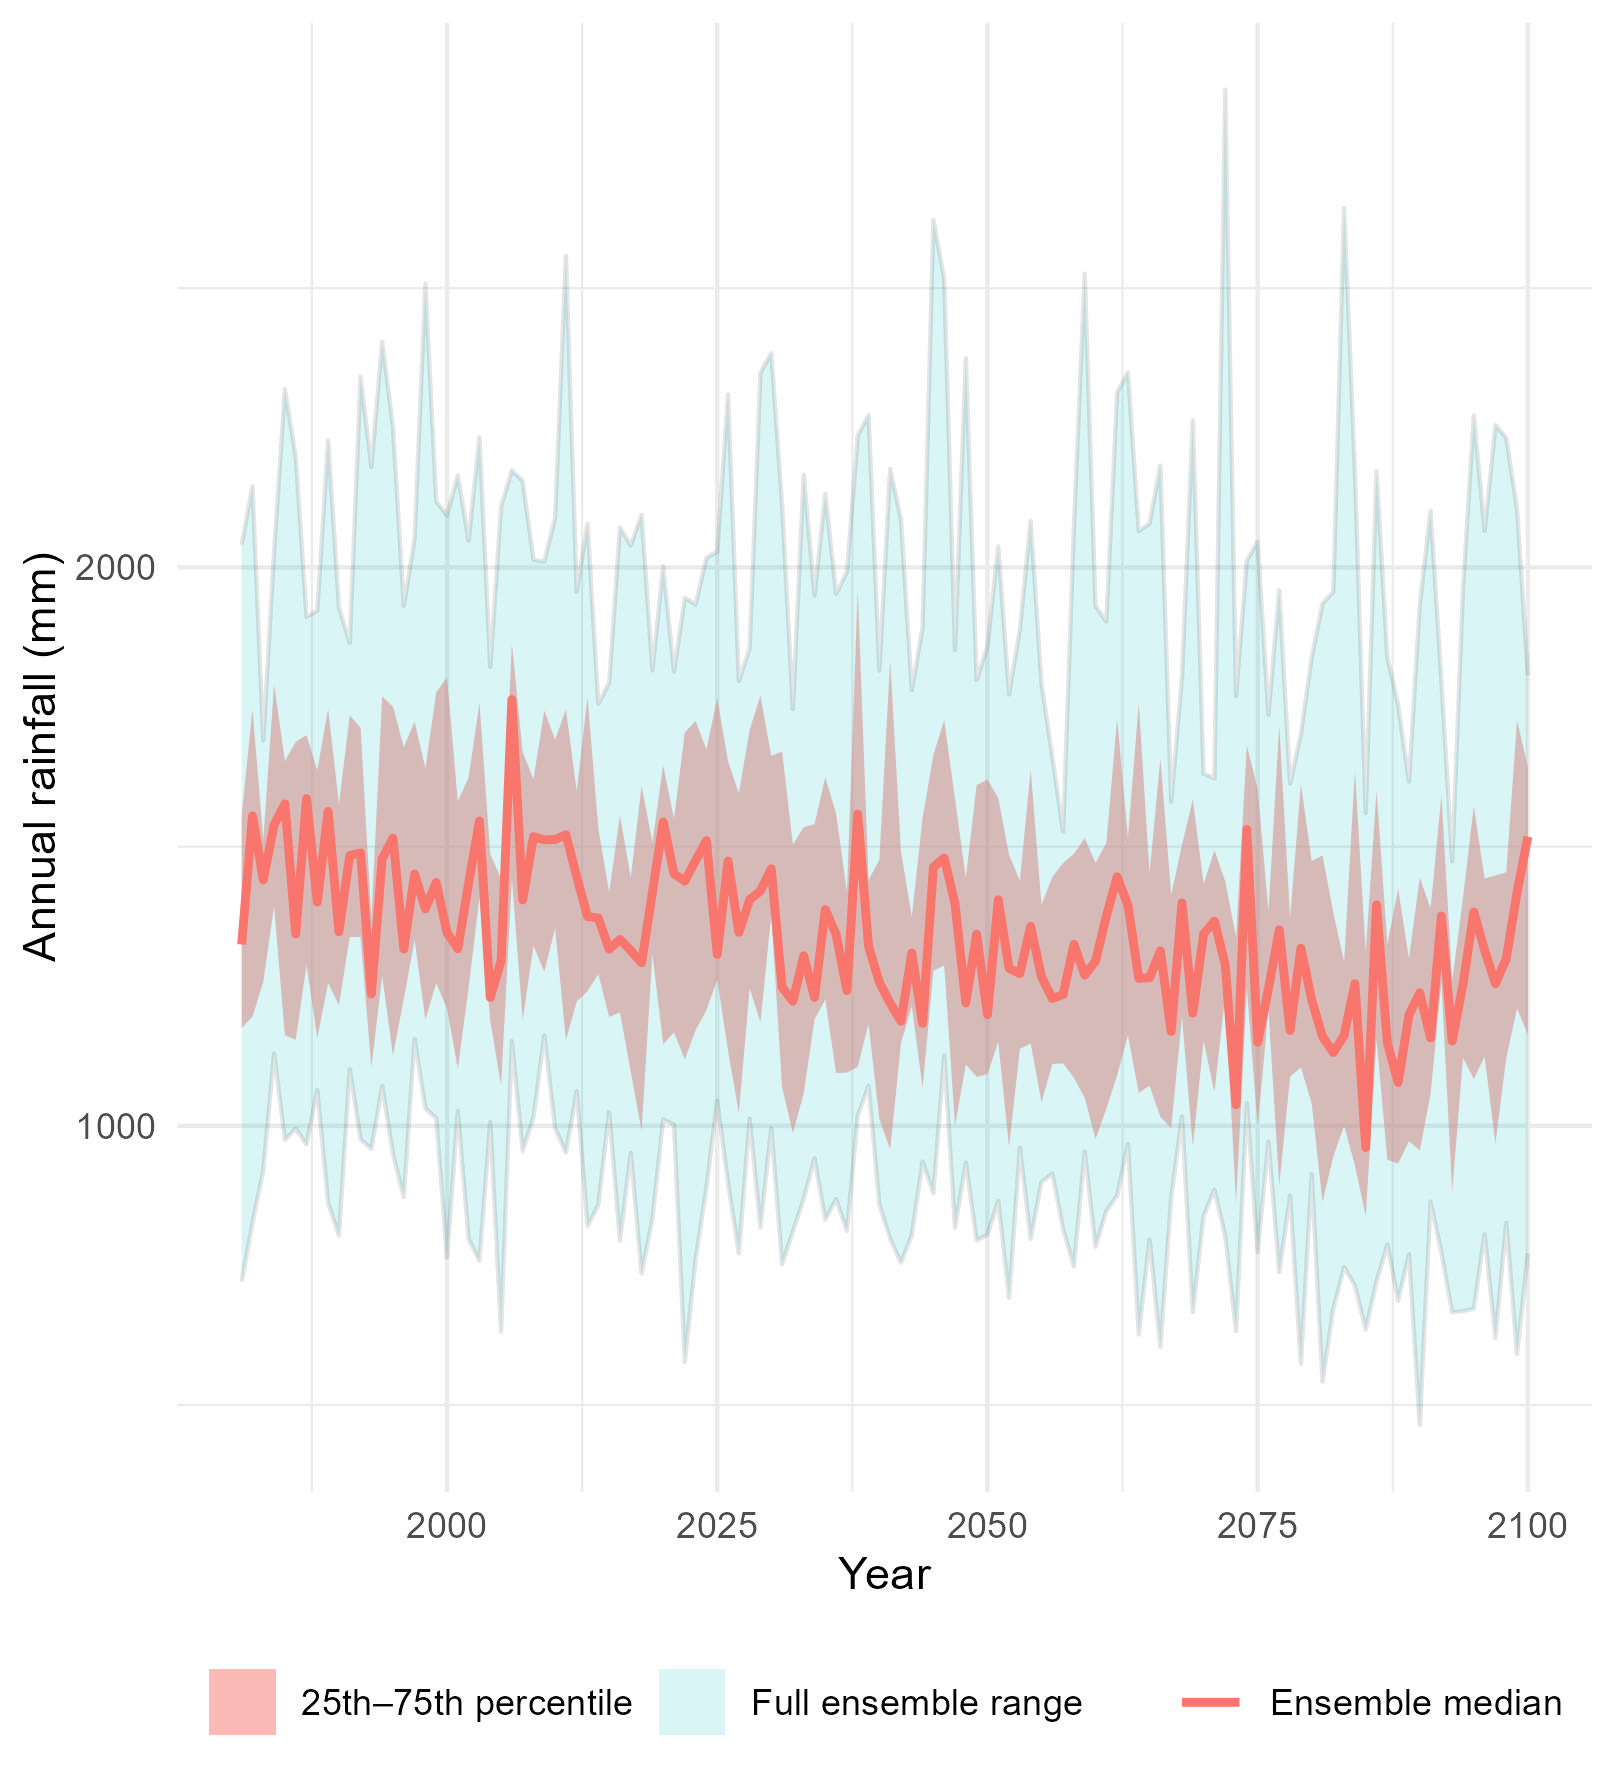 Annual rainfall (mm)
2000
1000
2000 2025 2050 2075 2100
Year
25th–75th percentile Full ensemble range Ensemble median